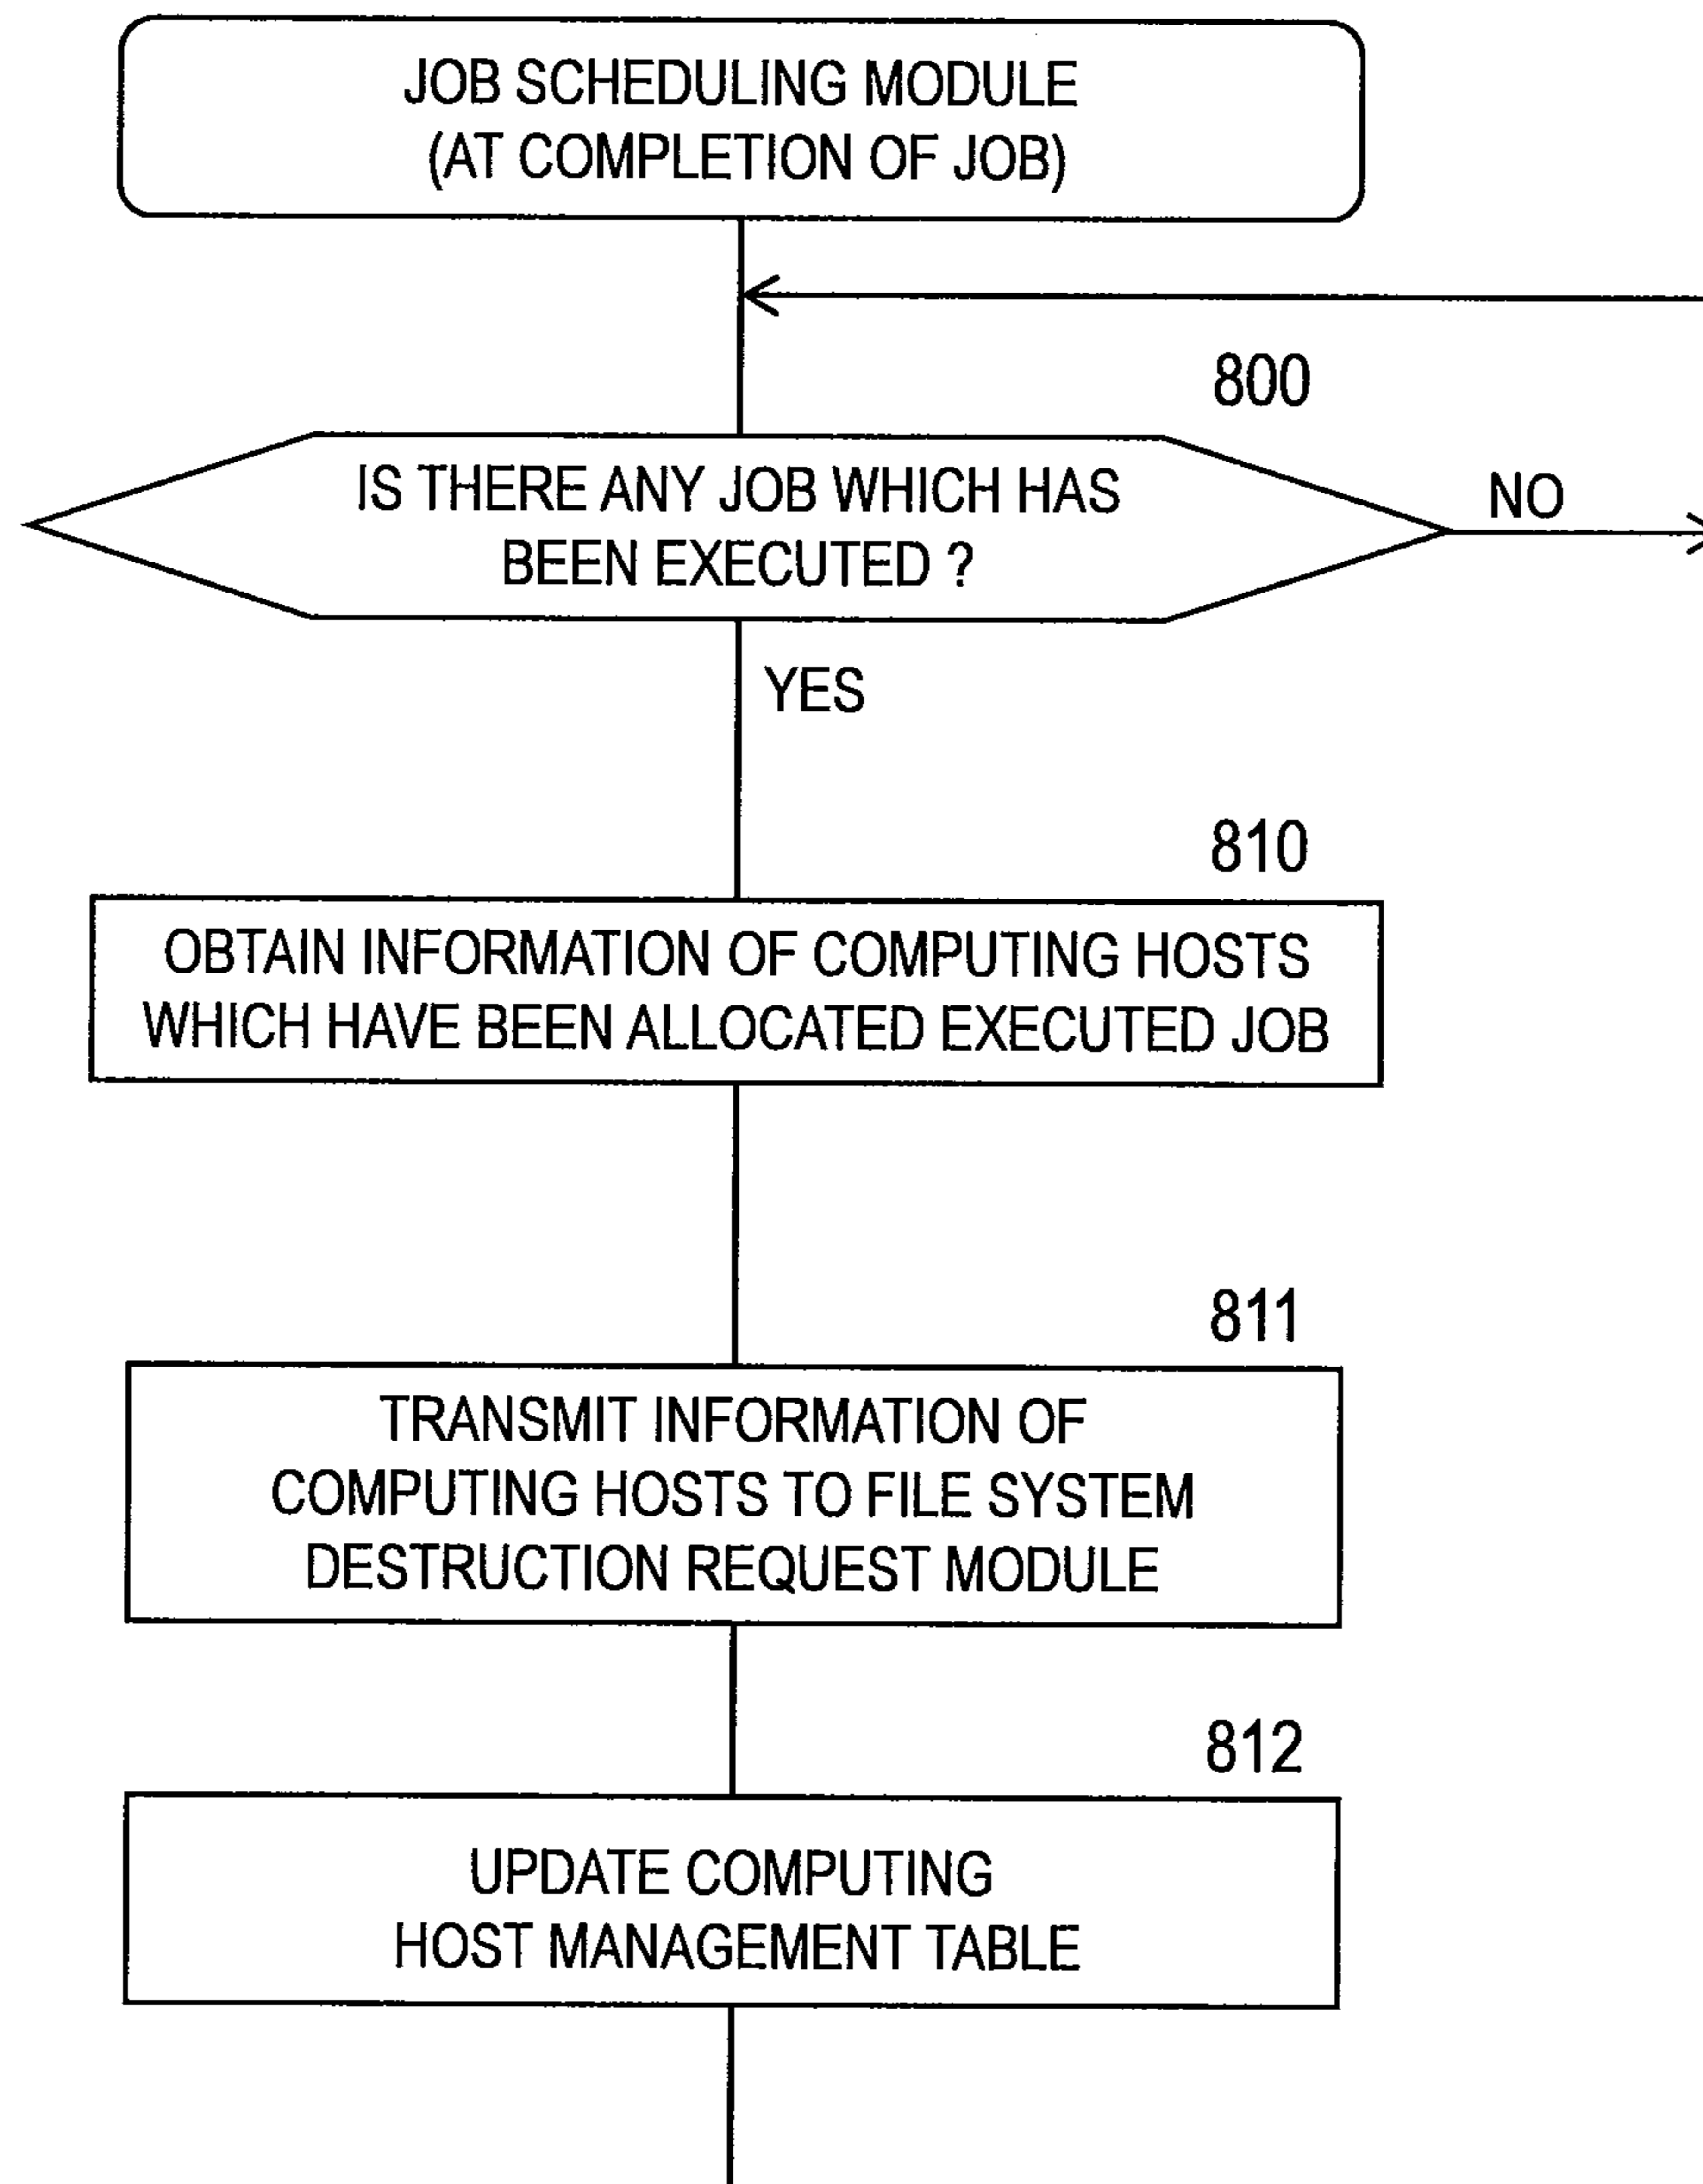 JOB SCHEDULING MODULE
(AT COMPLETION OF JOB)
800
IS THERE ANY JOB WHICH HAS
BEEN EXECUTED ?
NO
YES
810
OBTAIN INFORMATION OF COMPUTING HOSTS
WHICH HAVE BEEN ALLOCATED EXECUTED JOB
811
TRANSMIT INFORMATION OF
COMPUTING HOSTS TO FILE SYSTEM
DESTRUCTION REQUEST MODULE
812
UPDATE COMPUTING
HOST MANAGEMENT TABLE